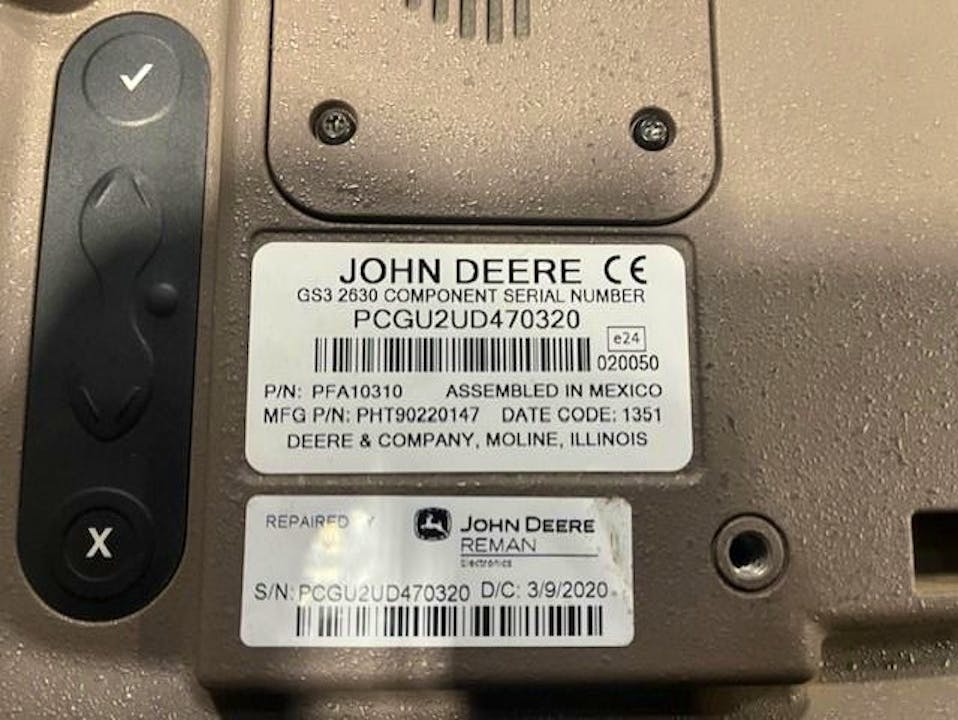 JOHN DEERE CE
GS3 2630 COMPONENT SERIAL NUMBER
PCGU2UD470320
e24
020050
P/N: PFA10310 ASSEMBLED IN MEXICO
MFG P/N: PHT90220147 DATE CODE: 1351
DEERE & COMPANY, MOLINE, ILLINOIS
REPAIRED
JOHN DEERE
REMAN
Electronics
S/N: PCGU2UD470320 D/C: 3/9/2020
X